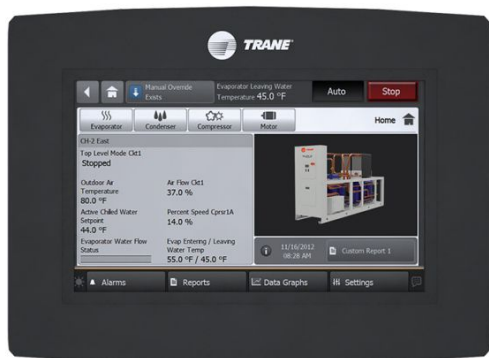 TRANE
Manual Override
Exists
Evaporator Leaving Water
Temperature 45.0 °F
Auto
Stop
Evaporator
Condenser
Compressor
Motor
Home
CH-2 East
Top Level Mode Ckt1
Stopped
Outdoor Air
Temperature
80.0 °F
Air Flow Ckt1
37.0 %
Active Chilled Water
Setpoint
44.0 °F
Percent Speed Cprsr1A
14.0 %
Evaporator Water Flow
Status
Evap Entering / Leaving
Water Temp
55.0 °F / 45.0 °F
11/16/2012
08:28 AM
Custom Report 1
Alarms
Reports
Data Graphs
Settings